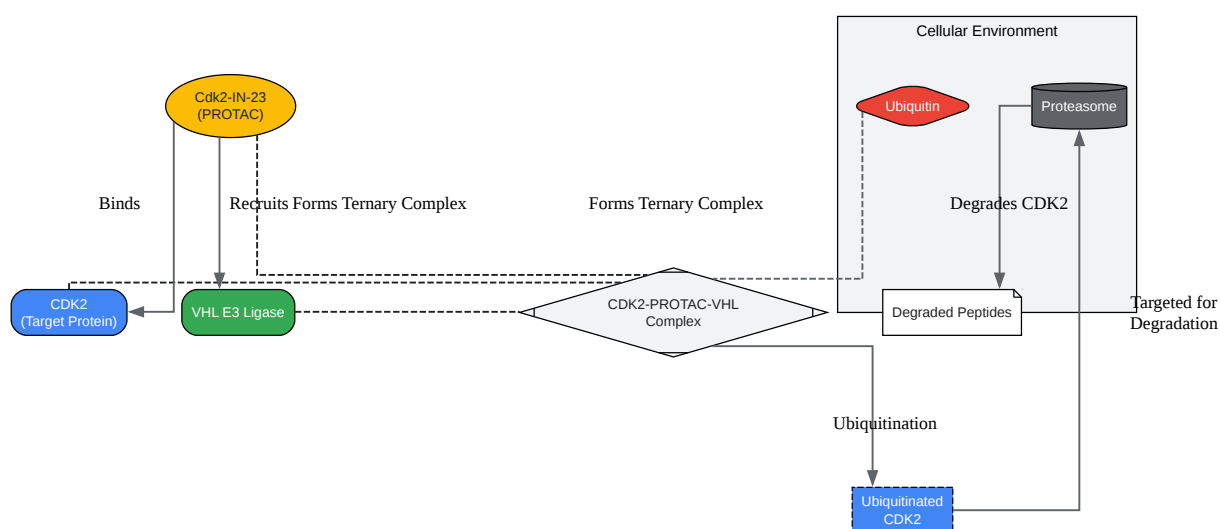 Cellular Environment
Cdk2-IN-23
(PROTAC)
Ubiquitin
Proteasome
Binds
Recruits
Forms Ternary Complex
Forms Ternary Complex
Degrades CDK2
CDK2
(Target Protein)
VHL E3 Ligase
CDK2-PROTAC-VHL
Complex
Degraded Peptides
Targeted for
Degradation
Ubiquitination
Ubiquitinated
CDK2